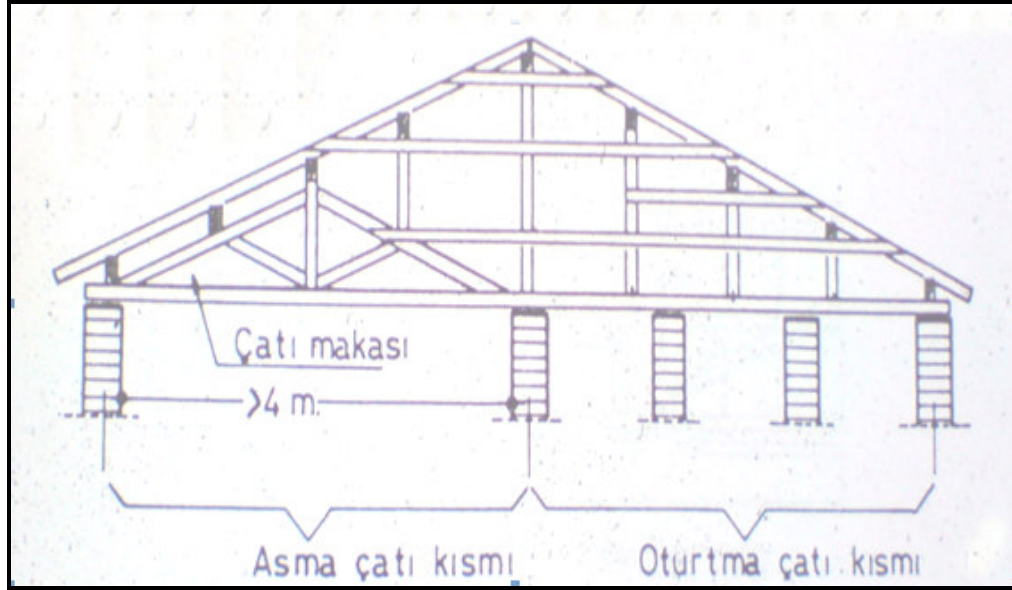 Çatı makası
>4 m.
Asma çatı kısmı
Oturtma çatı kısmı